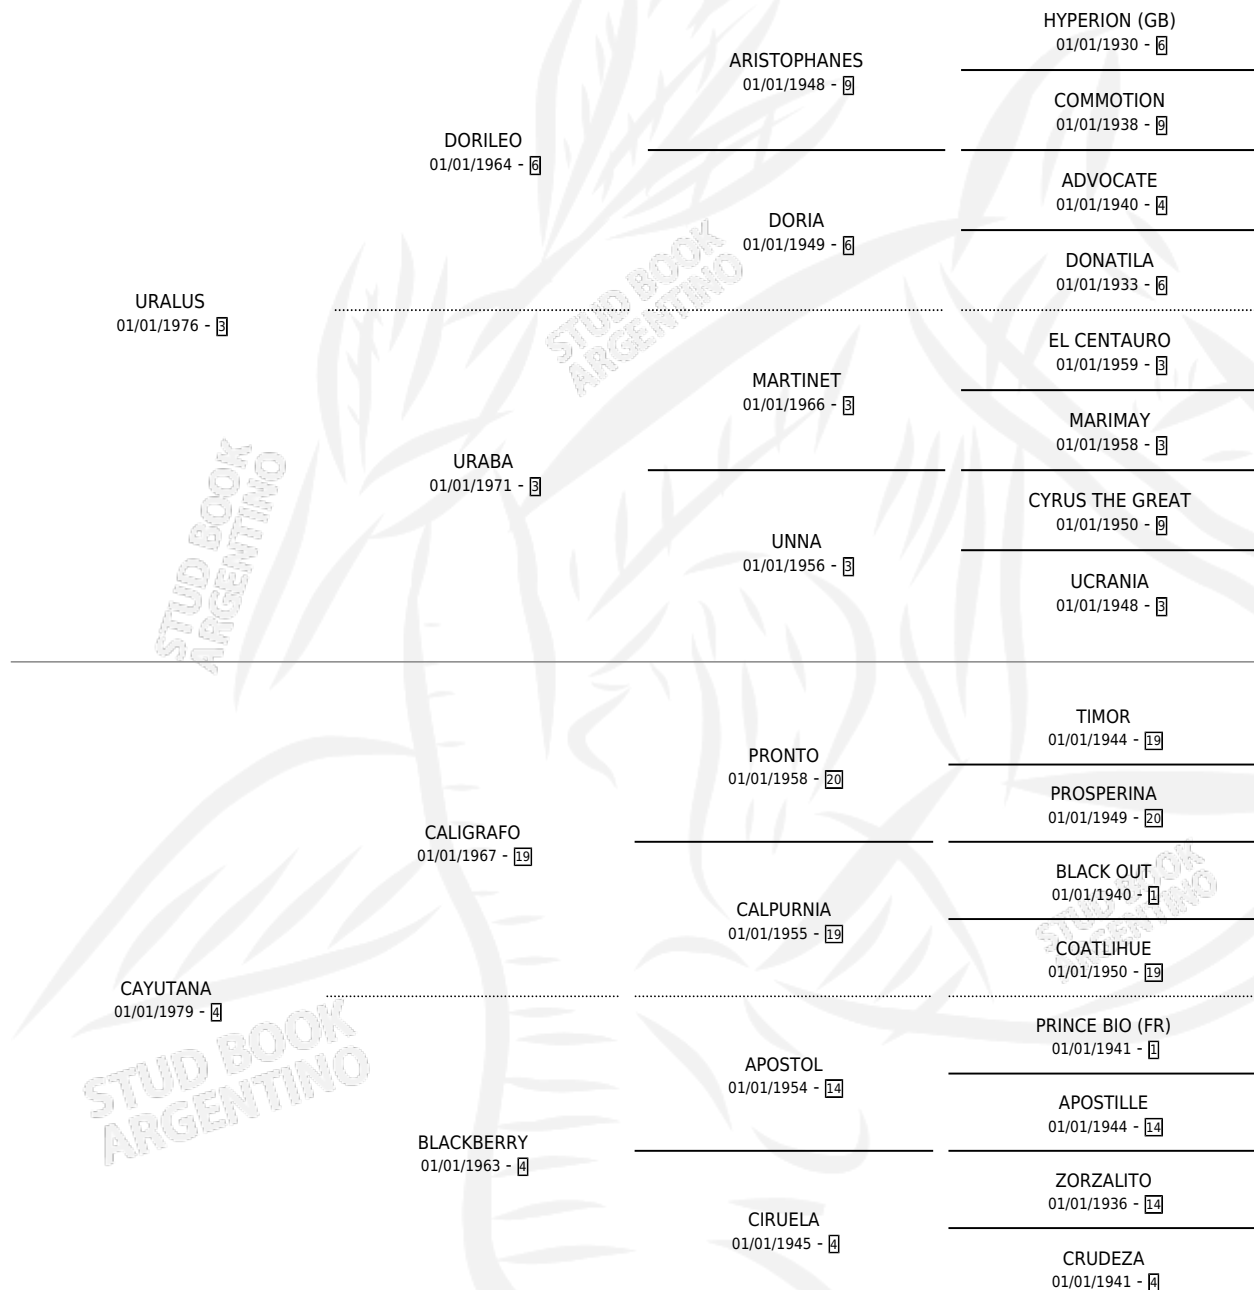 HYPERION (GB)
01/01/1930 - 6
ARISTOPHANES
01/01/1948 - 9
COMMOTION
01/01/1938 - 9
DORILEO
01/01/1964 - 6
ADVOCATE
01/01/1940 - 4
DORIA
01/01/1949 - 6
DONATILA
01/01/1933 - 6
URALUS
01/01/1976 - 3
EL CENTAURO
01/01/1959 - 3
MARTINET
01/01/1966 - 3
MARIMAY
01/01/1958 - 3
URABA
01/01/1971 - 3
CYRUS THE GREAT
01/01/1950 - 9
UNNA
01/01/1956 - 3
UCRANIA
01/01/1948 - 3
TIMOR
01/01/1944 - 19
PRONTO
01/01/1958 - 20
PROSPERINA
01/01/1949 - 20
CALIGRAFO
01/01/1967 - 19
BLACK OUT
01/01/1940 - 1
CALPURNIA
01/01/1955 - 19
COATLIHUE
01/01/1950 - 19
CAYUTANA
01/01/1979 - 4
PRINCE BIO (FR)
01/01/1941 - 1
APOSTOL
01/01/1954 - 14
APOSTILLE
01/01/1944 - 14
BLACKBERRY
01/01/1963 - 4
ZORZALITO
01/01/1936 - 14
CIRUELA
01/01/1945 - 4
CRUDEZA
01/01/1941 - 4
STUD BOOK
ARGENTINO
STUD BOOK
ARGENTINO
STUD BOOK
ARGENTINO
STUD BOOK
ARGENTINO